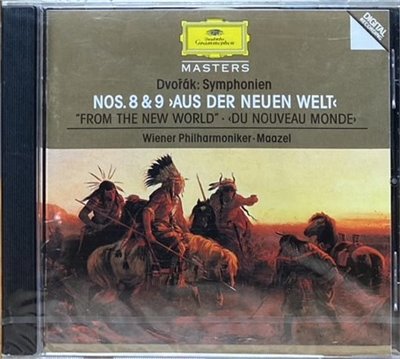 Deutsche
Grammophon
DIGITAL
RECORDING
MASTERS
Dvořák: Symphonien
NOS. 8 & 9 ›AUS DER NEUEN WELT‹
"FROM THE NEW WORLD" · ‹DU NOUVEAU MONDE›
Wiener Philharmoniker · Maazel